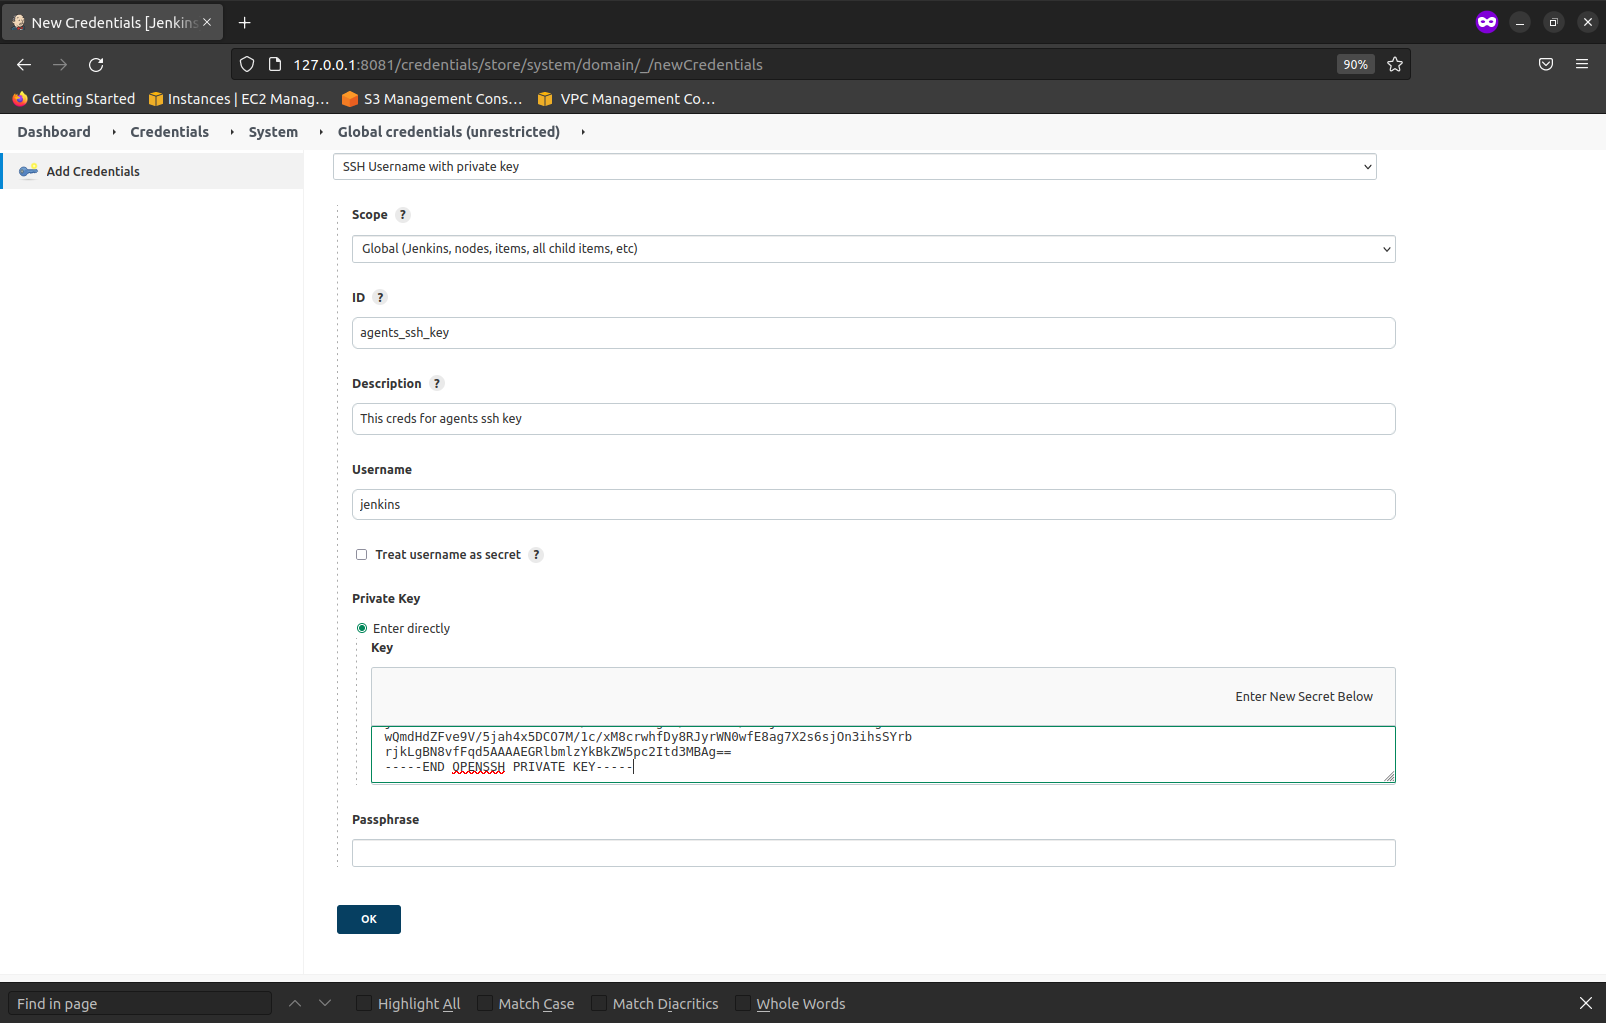 New Credentials [Jenkins
127.0.0.1:8081/credentials/store/system/domain/_/newCredentials
90%
Getting Started
Instances | EC2 Manag…
S3 Management Cons…
VPC Management Co…
Dashboard
Credentials
System
Global credentials (unrestricted)
Add Credentials
SSH Username with private key
Scope ?
Global (Jenkins, nodes, items, all child items, etc)
ID ?
agents_ssh_key
Description ?
This creds for agents ssh key
Username
jenkins
Treat username as secret ?
Private Key
Enter directly
Key
Enter New Secret Below
wQmdHdZFve9V/5jah4x5DCO7M/1c/xM8crwhfDy8RJyrWN0wfE8ag7X2s6sjOn3ihsSYrb
rjkLgBN8vfFqd5AAAAEGRlbmlzYkBkZW5pc2Itd3MBAg==
-----END OPENSSH PRIVATE KEY-----
Passphrase
OK
Find in page
Highlight All
Match Case
Match Diacritics
Whole Words